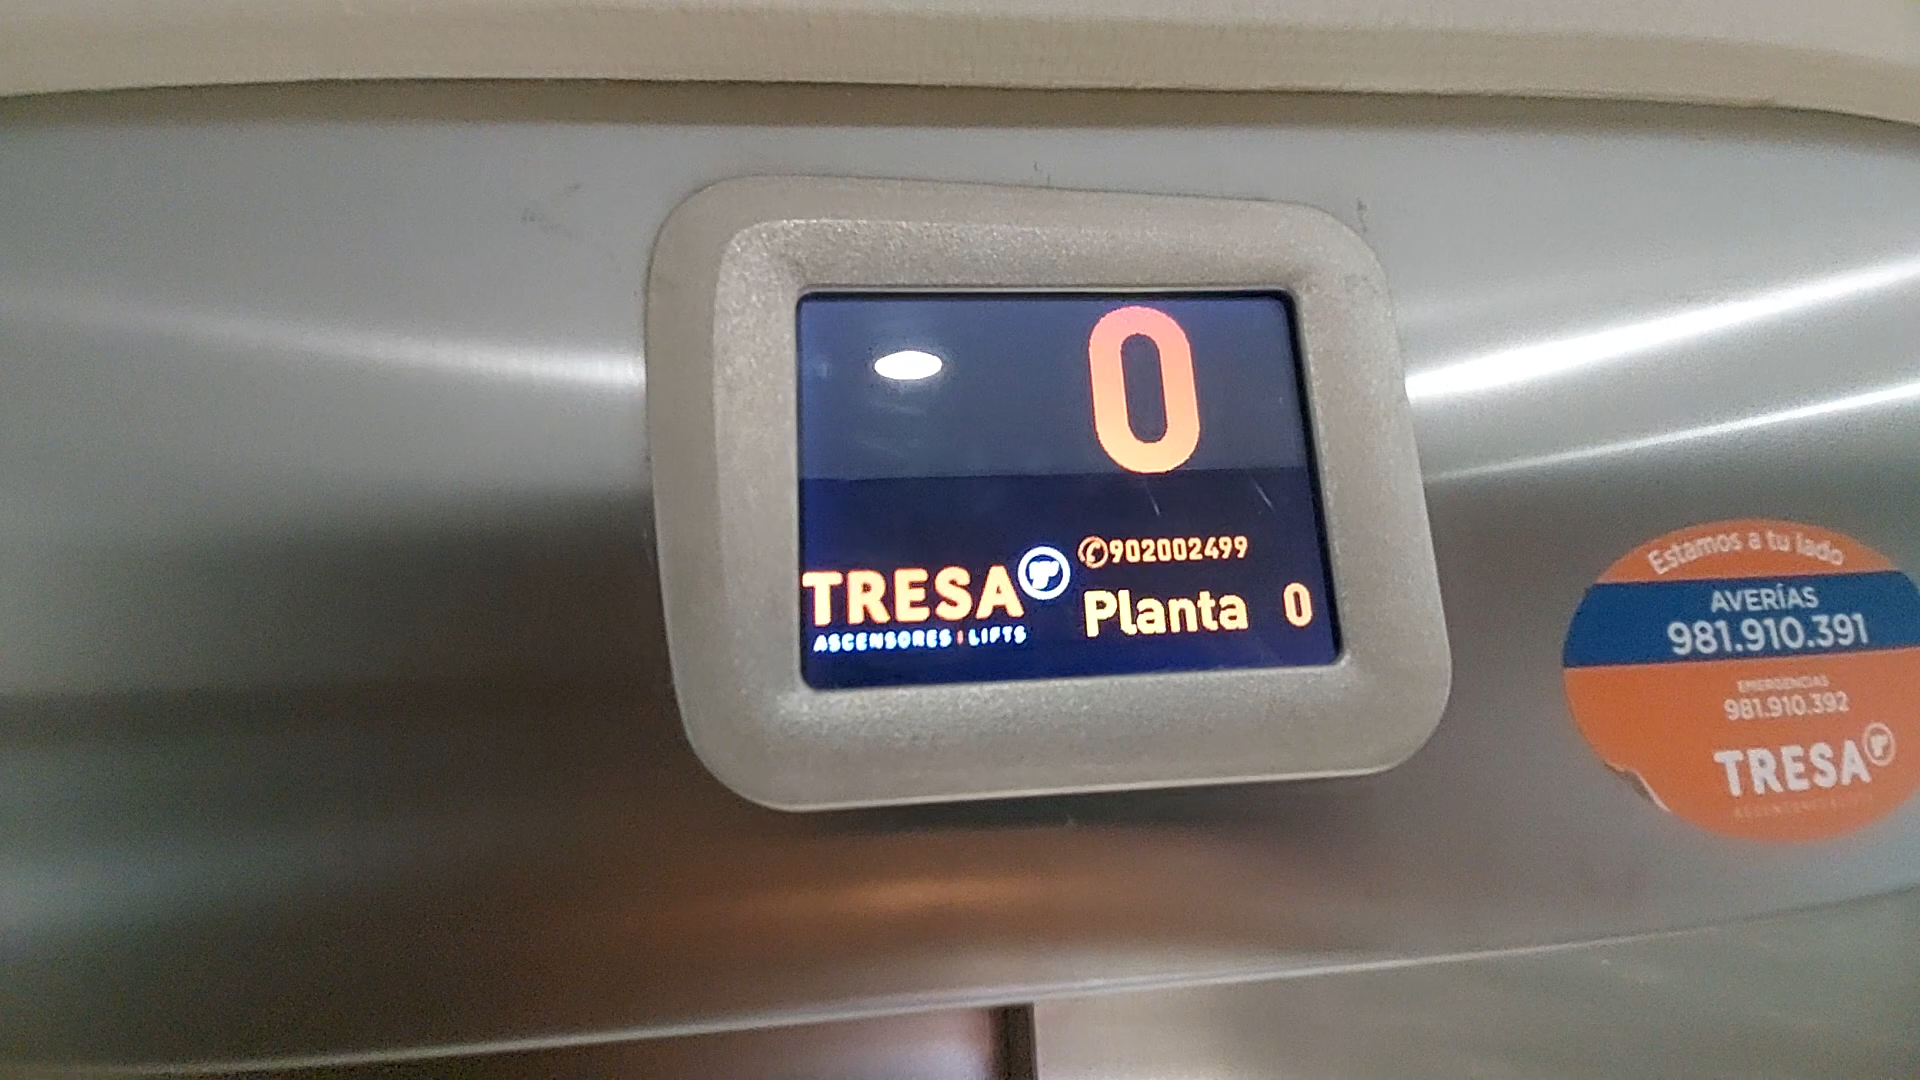 0
902002499
TRESA
ASCENSORES | LIFTS
Planta 0
Estamos a tu lado
AVERÍAS
981.910.391
EMERGENCIAS
981.910.392
TRESA